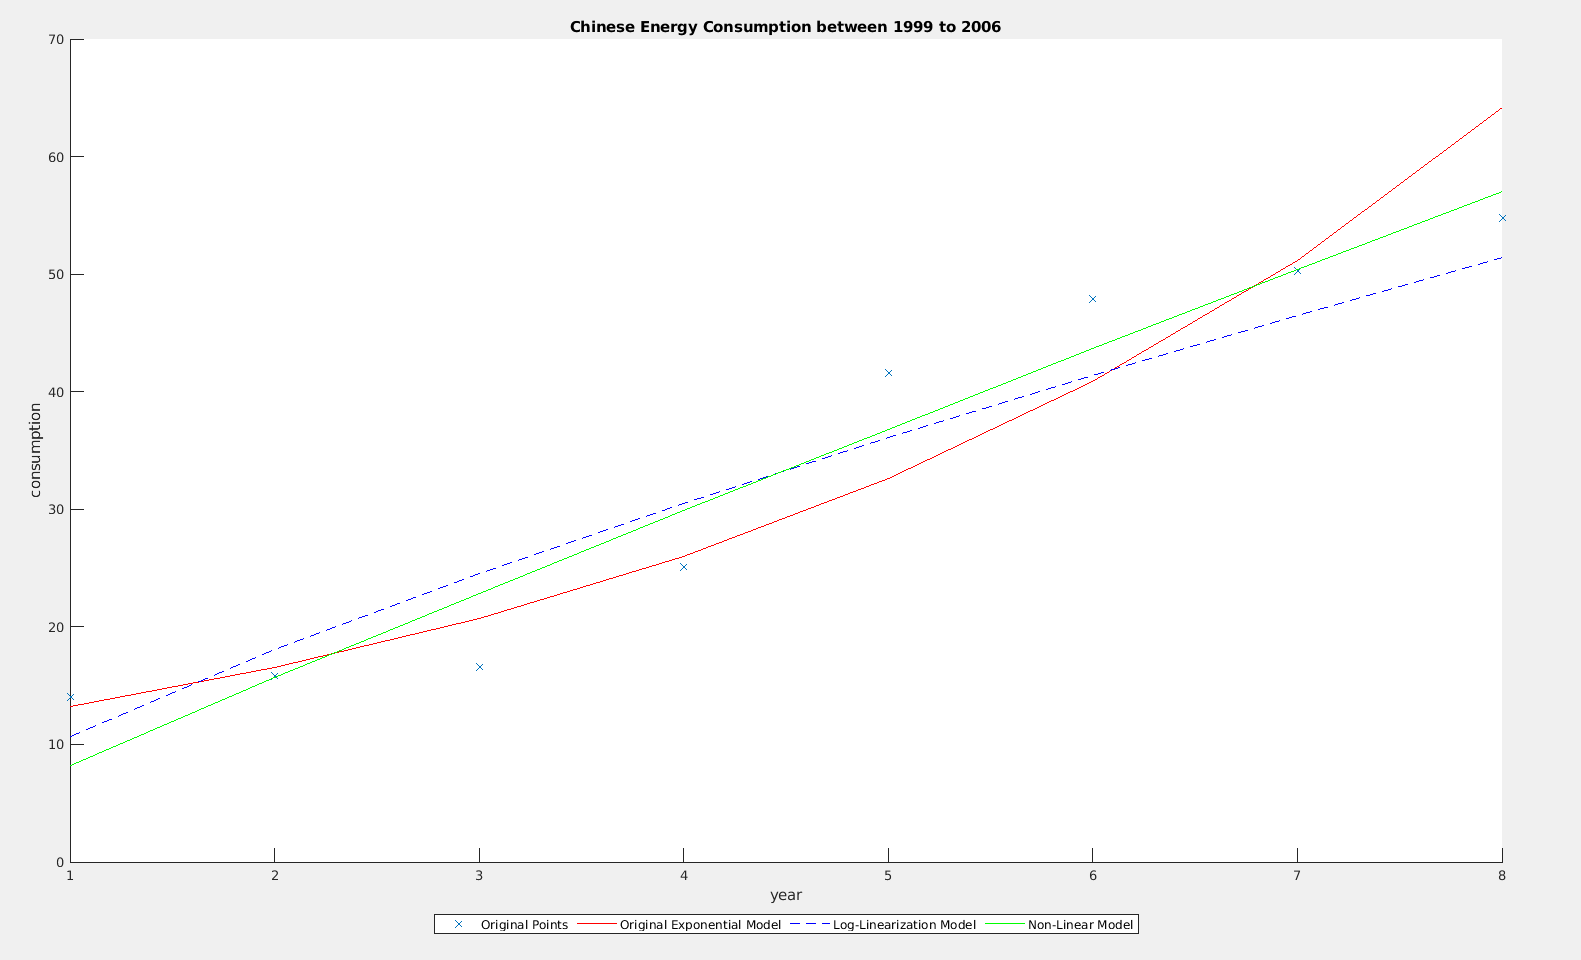 Chinese Energy Consumption between 1999 to 2006
70
60
50
40
30
20
10
0
consumption
1 2 3 4 5 6 7 8
year
Original Points Original Exponential Model Log-Linearization Model Non-Linear Model